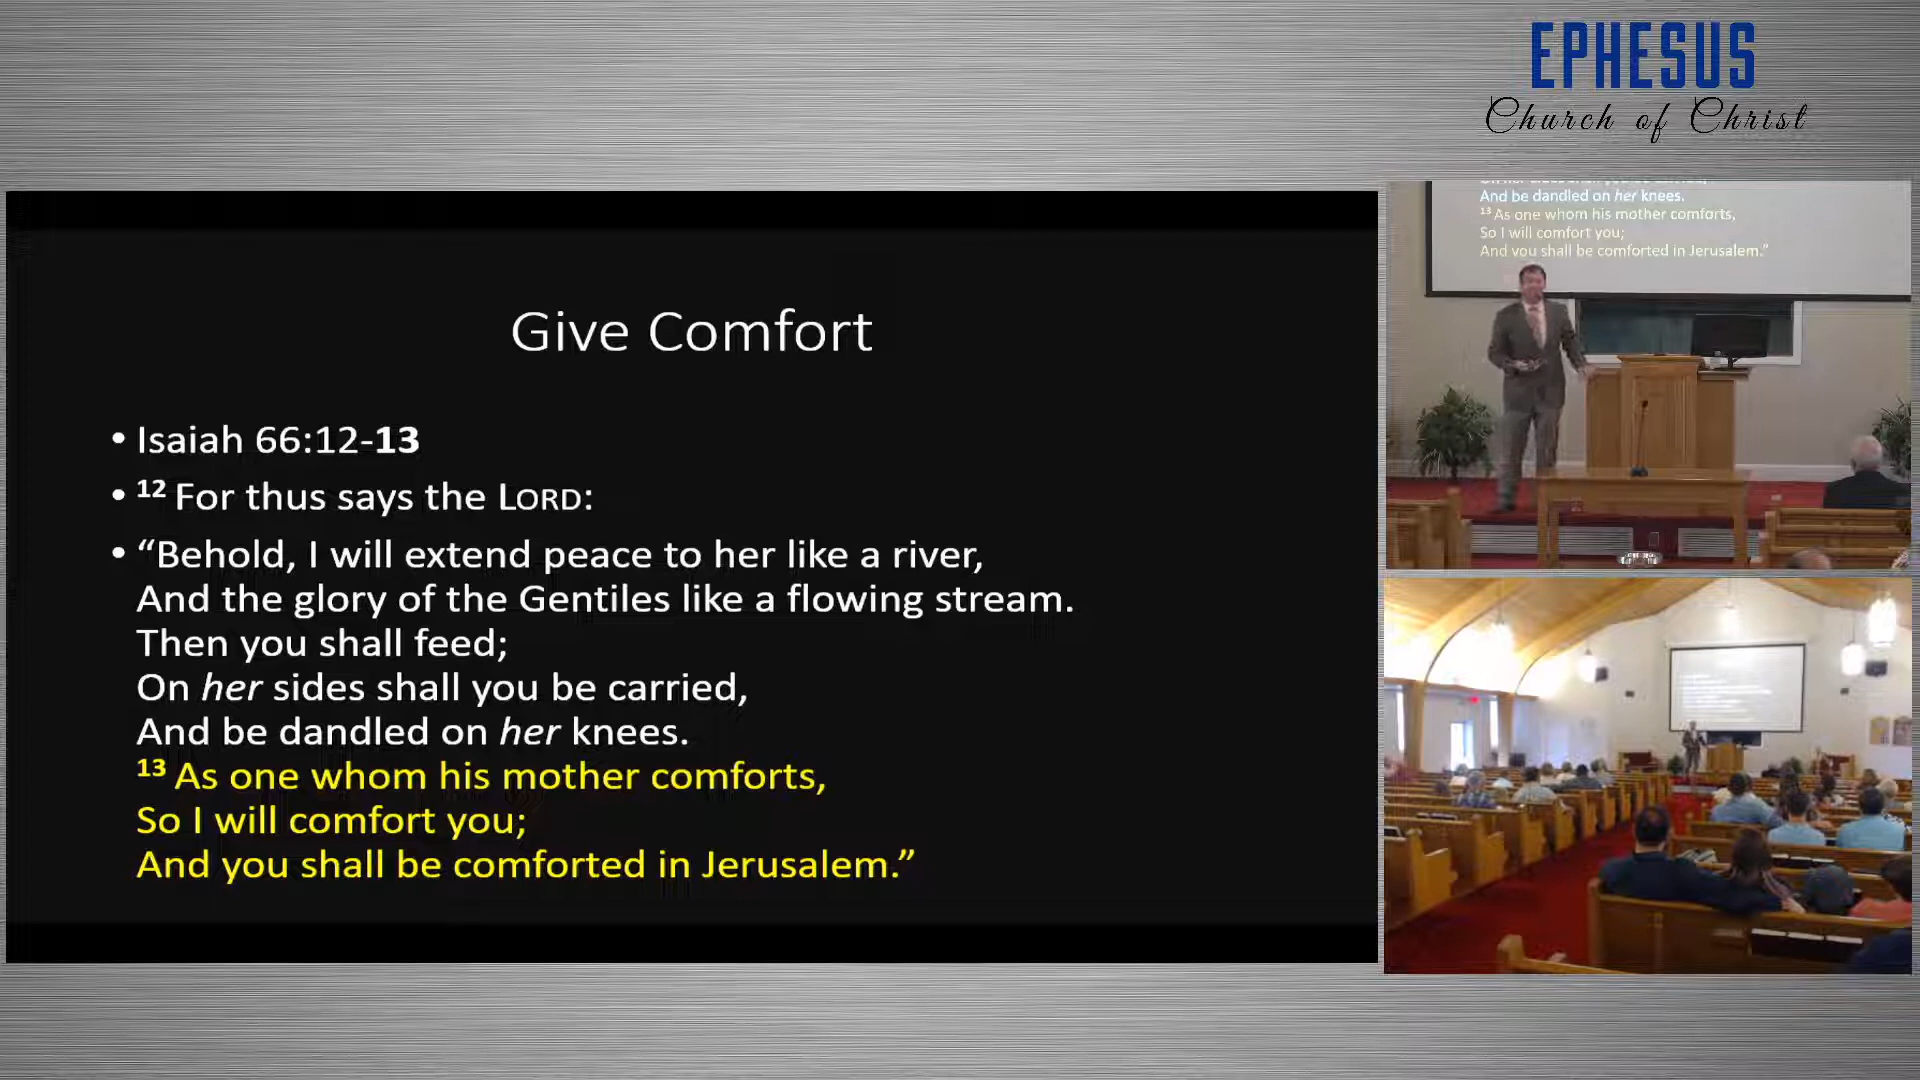 EPHESUS
Church of Christ
Give Comfort
• Isaiah 66:12-13
• 12 For thus says the LORD:
• “Behold, I will extend peace to her like a river,
And the glory of the Gentiles like a flowing stream.
Then you shall feed;
On her sides shall you be carried,
And be dandled on her knees.
13 As one whom his mother comforts,
So I will comfort you;
And you shall be comforted in Jerusalem.”
And be dandled on her knees.
13 As one whom his mother comforts,
So I will comfort you;
And you shall be comforted in Jerusalem.”